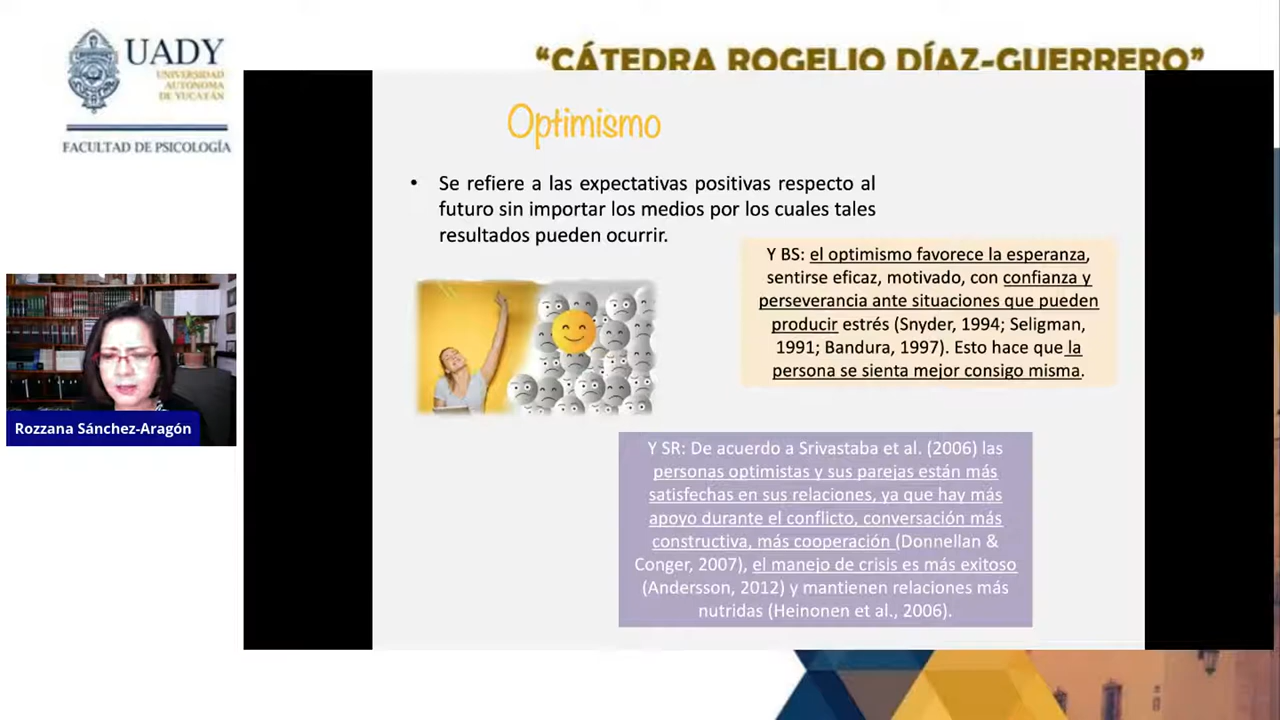 UADY
UNIVERSIDAD
AUTÓNOMA
DE YUCATÁN
FACULTAD DE PSICOLOGÍA
“CÁTEDRA ROGELIO DÍAZ-GUERRERO”
Optimismo
• Se refiere a las expectativas positivas respecto al
futuro sin importar los medios por los cuales tales
resultados pueden ocurrir.
Y BS: el optimismo favorece la esperanza,
sentirse eficaz, motivado, con confianza y
perseverancia ante situaciones que pueden
producir estrés (Snyder, 1994; Seligman,
1991; Bandura, 1997). Esto hace que la
persona se sienta mejor consigo misma.
Rozzana Sánchez-Aragón
Y SR: De acuerdo a Srivastaba et al. (2006) las
personas optimistas y sus parejas están más
satisfechas en sus relaciones, ya que hay más
apoyo durante el conflicto, conversación más
constructiva, más cooperación (Donnellan &
Conger, 2007), el manejo de crisis es más exitoso
(Andersson, 2012) y mantienen relaciones más
nutridas (Heinonen et al., 2006).